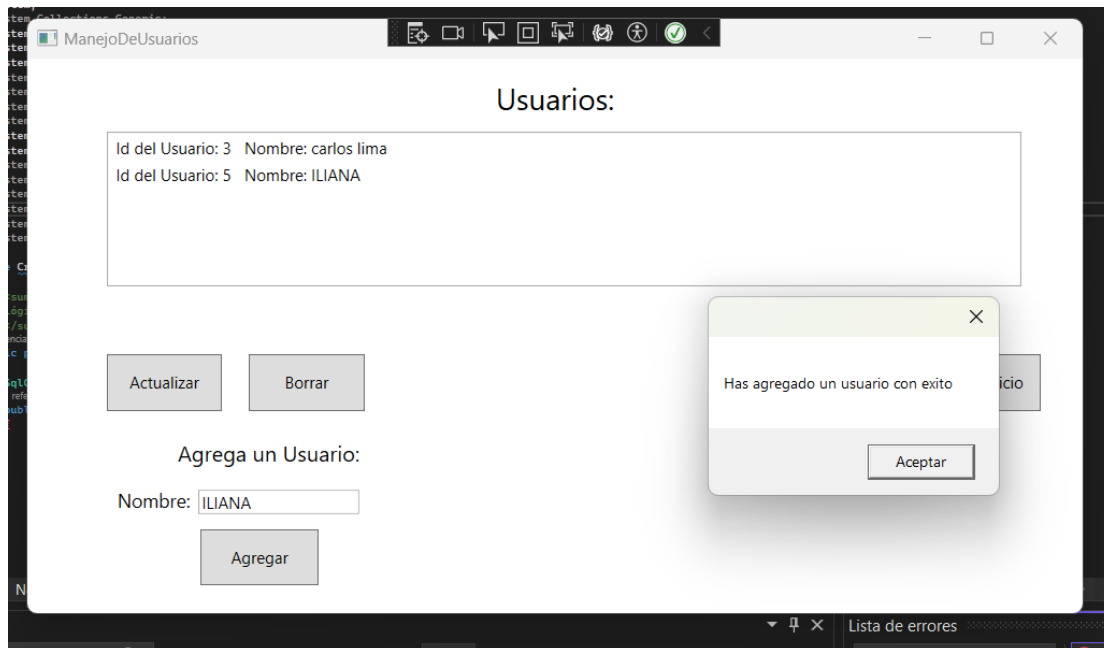 ManejoDeUsuarios
Usuarios:
Id del Usuario: 3 Nombre: carlos lima
Id del Usuario: 5 Nombre: ILIANA
Has agregado un usuario con exito
Aceptar
Actualizar
Borrar
icio
Agrega un Usuario:
Nombre: ILIANA
Agregar
N
Lista de errores